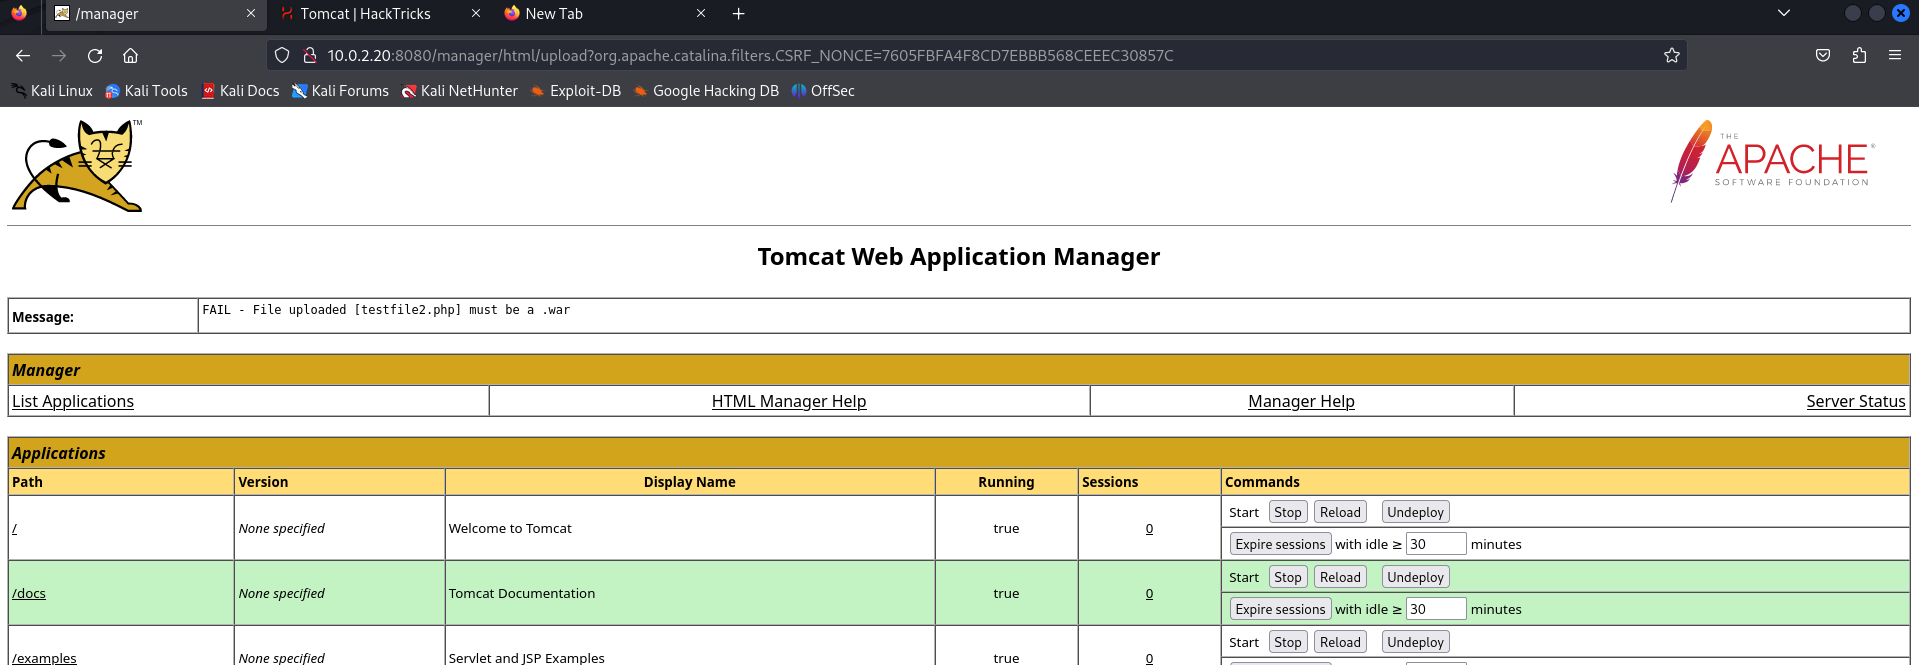 /manager
Tomcat | HackTricks
New Tab
10.0.2.20:8080/manager/html/upload?org.apache.catalina.filters.CSRF_NONCE=7605FBFA4F8CD7EBBB568CEEEC30857C
Kali Linux Kali Tools Kali Docs Kali Forums Kali NetHunter Exploit-DB Google Hacking DB OffSec
TM
THE
APACHE®
SOFTWARE FOUNDATION
Tomcat Web Application Manager
Message: FAIL - File uploaded [testfile2.php] must be a .war
Manager
List Applications HTML Manager Help Manager Help Server Status
Applications
Path Version Display Name Running Sessions Commands
/ None specified Welcome to Tomcat true 0 Start Stop Reload Undeploy
Expire sessions with idle ≥ 30 minutes
/docs None specified Tomcat Documentation true 0 Start Stop Reload Undeploy
Expire sessions with idle ≥ 30 minutes
/examples None specified Servlet and JSP Examples true 0 Start Stop Reload Undeploy